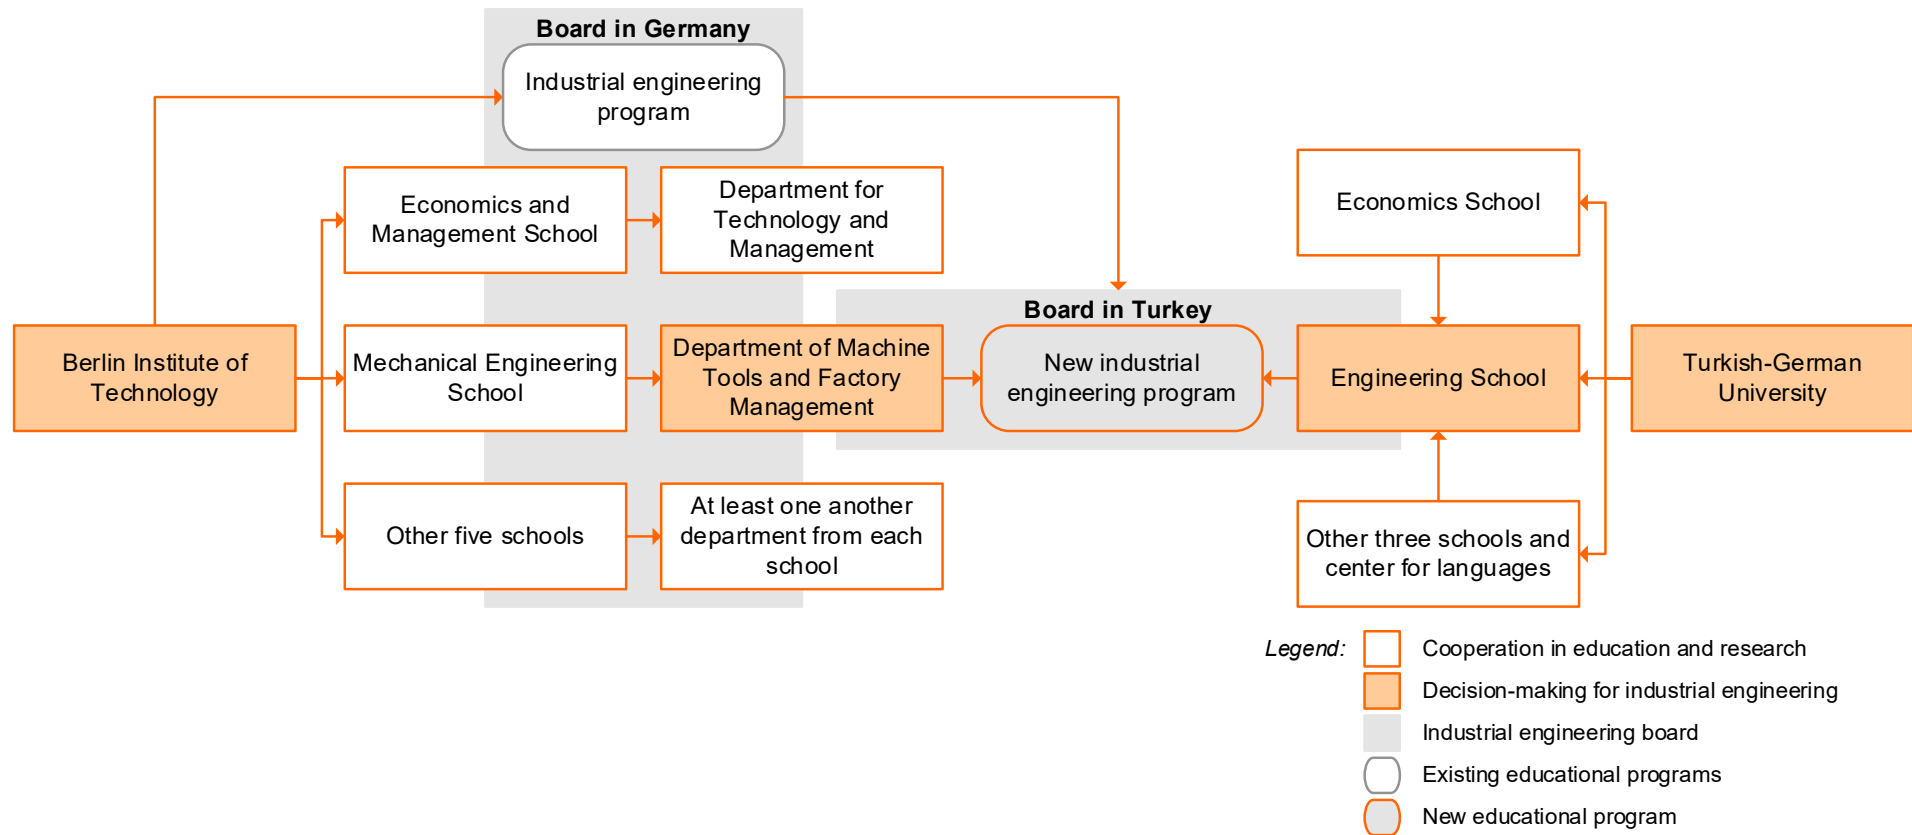 Board in Germany
Industrial engineering
program
Economics and
Management School
Department for
Technology and
Management
Economics School
Board in Turkey
Berlin Institute of
Technology
Mechanical Engineering
School
Department of Machine
Tools and Factory
Management
New industrial
engineering program
Engineering School
Turkish-German
University
Other five schools
At least one another
department from each
school
Other three schools and
center for languages
Legend:
Cooperation in education and research
Decision-making for industrial engineering
Industrial engineering board
Existing educational programs
New educational program